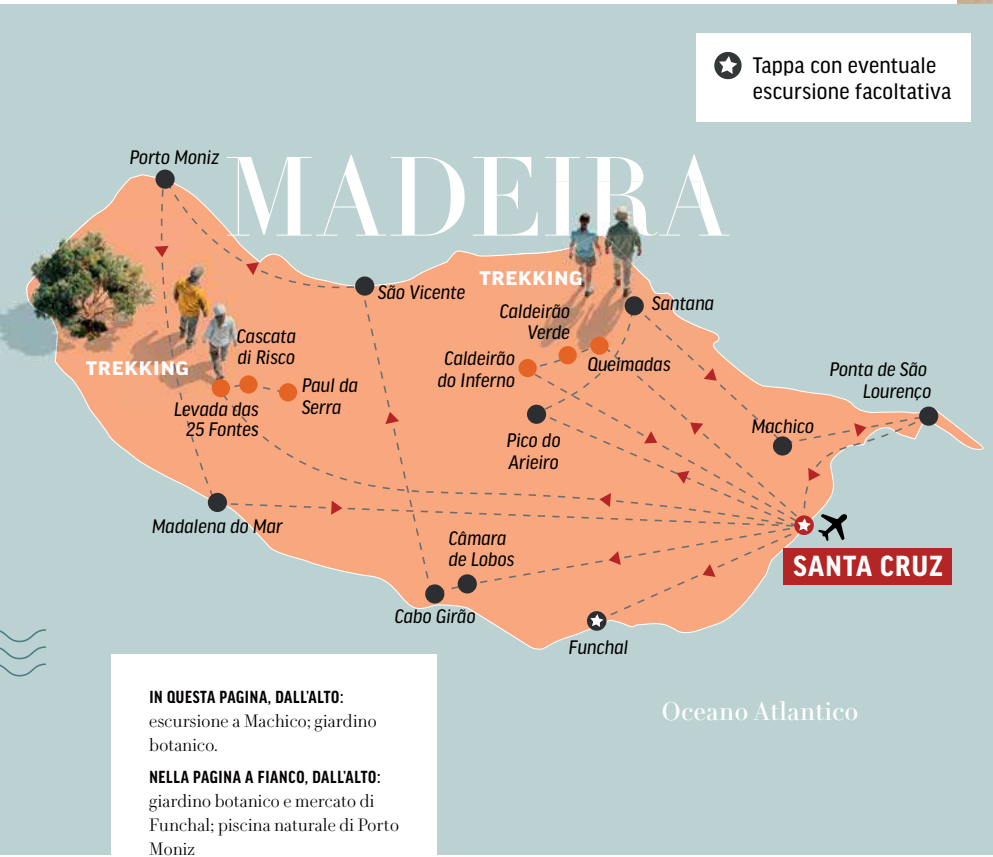 Tappa con eventuale
escursione facoltativa
MADEIRA
Porto Moniz
São Vicente
TREKKING
Santana
Caldeirão
Verde
Queimadas
Caldeirão
do Inferno
Pico do
Arieiro
Cascata
di Risco
TREKKING
Paul da
Serra
Levada das
25 Fontes
Ponta de São
Lourenço
Machico
Madalena do Mar
Câmara
de Lobos
Cabo Girão
SANTA CRUZ
Funchal
Oceano Atlantico
IN QUESTA PAGINA, DALL'ALTO:
escursione a Machico; giardino
botanico.
NELLA PAGINA A FIANCO, DALL'ALTO:
giardino botanico e mercato di
Funchal; piscina naturale di Porto
Moniz